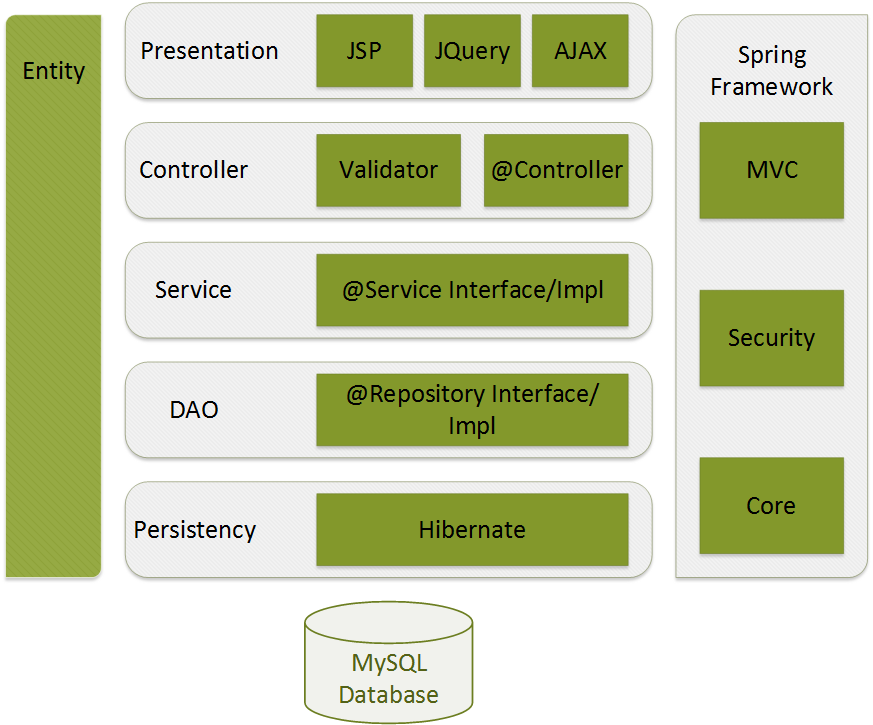 Entity
Presentation
JSP
JQuery
AJAX
Controller
Validator
@Controller
Service
@Service Interface/Impl
DAO
@Repository Interface/
Impl
Persistency
Hibernate
Spring
Framework
MVC
Security
Core
MySQL
Database